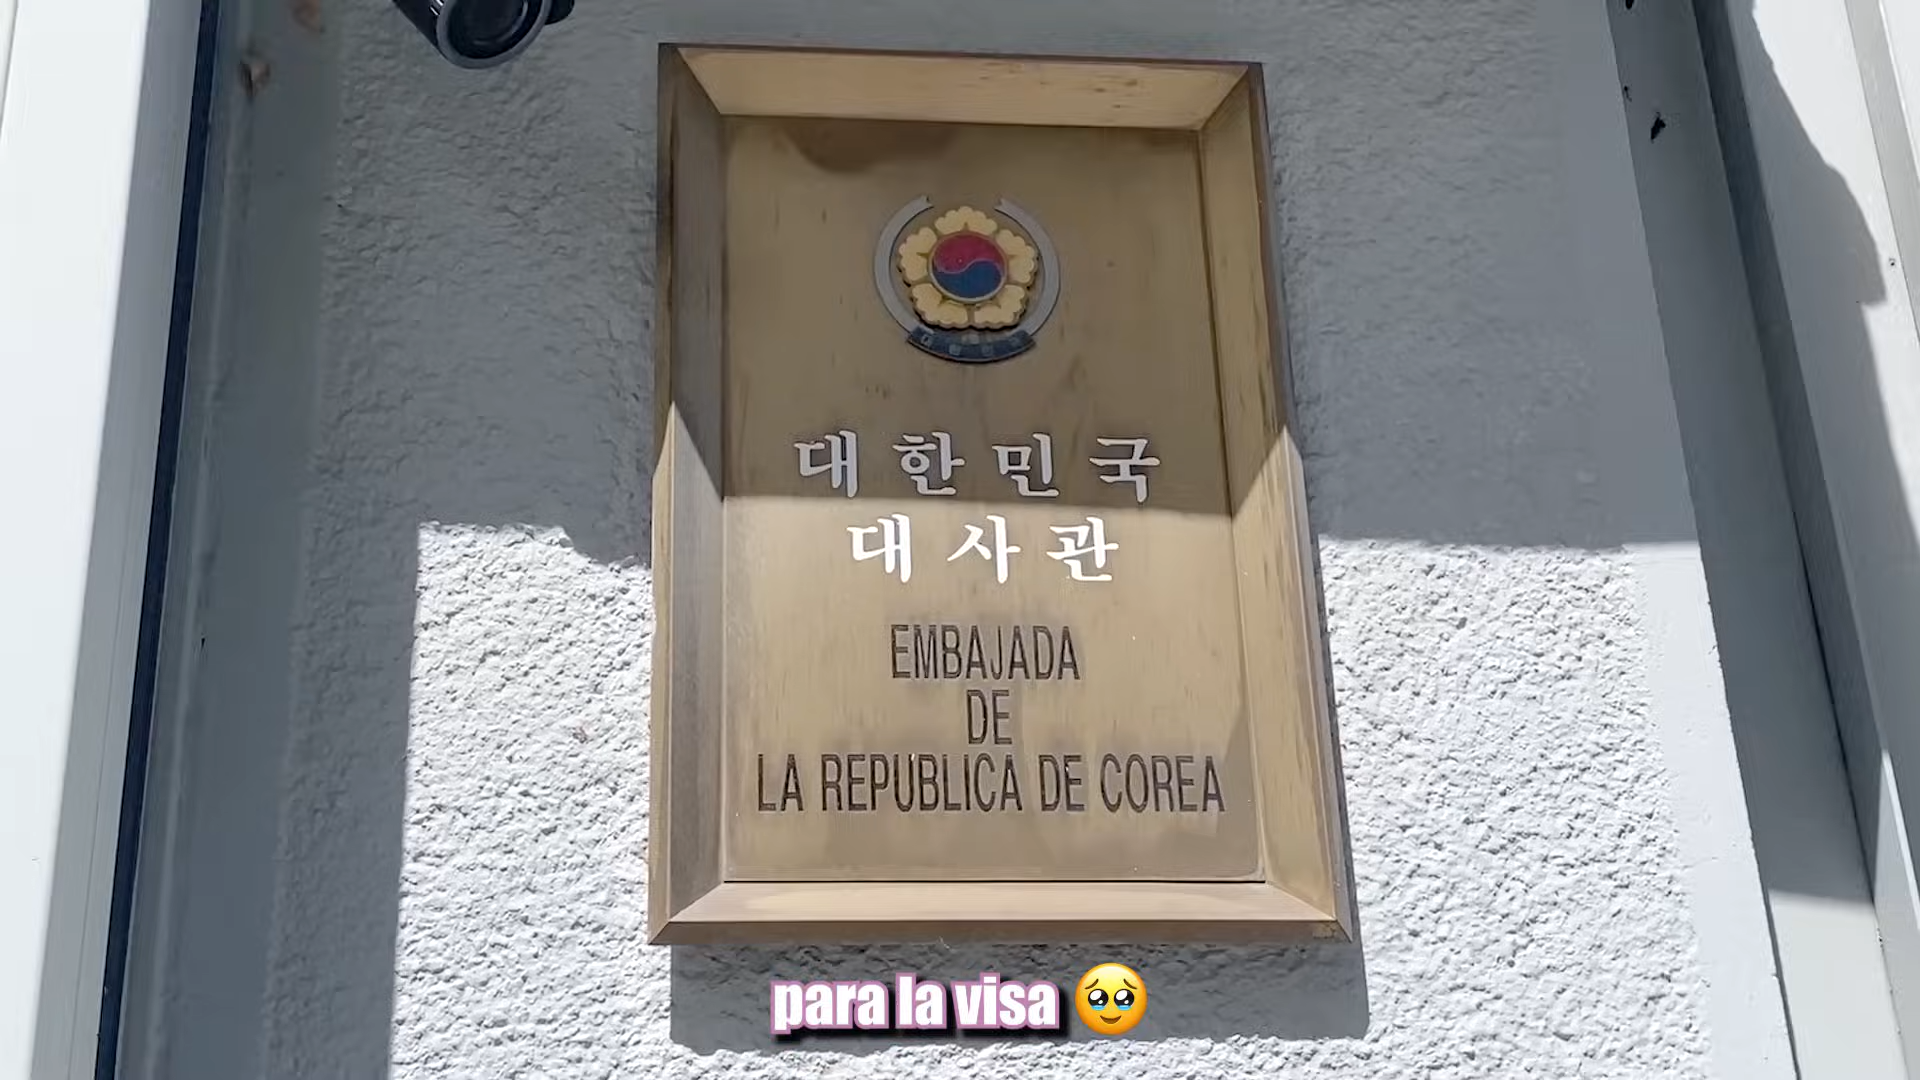 대한민국
대사관
EMBAJADA
DE
LA REPUBLICA DE COREA
para la visa 🥹